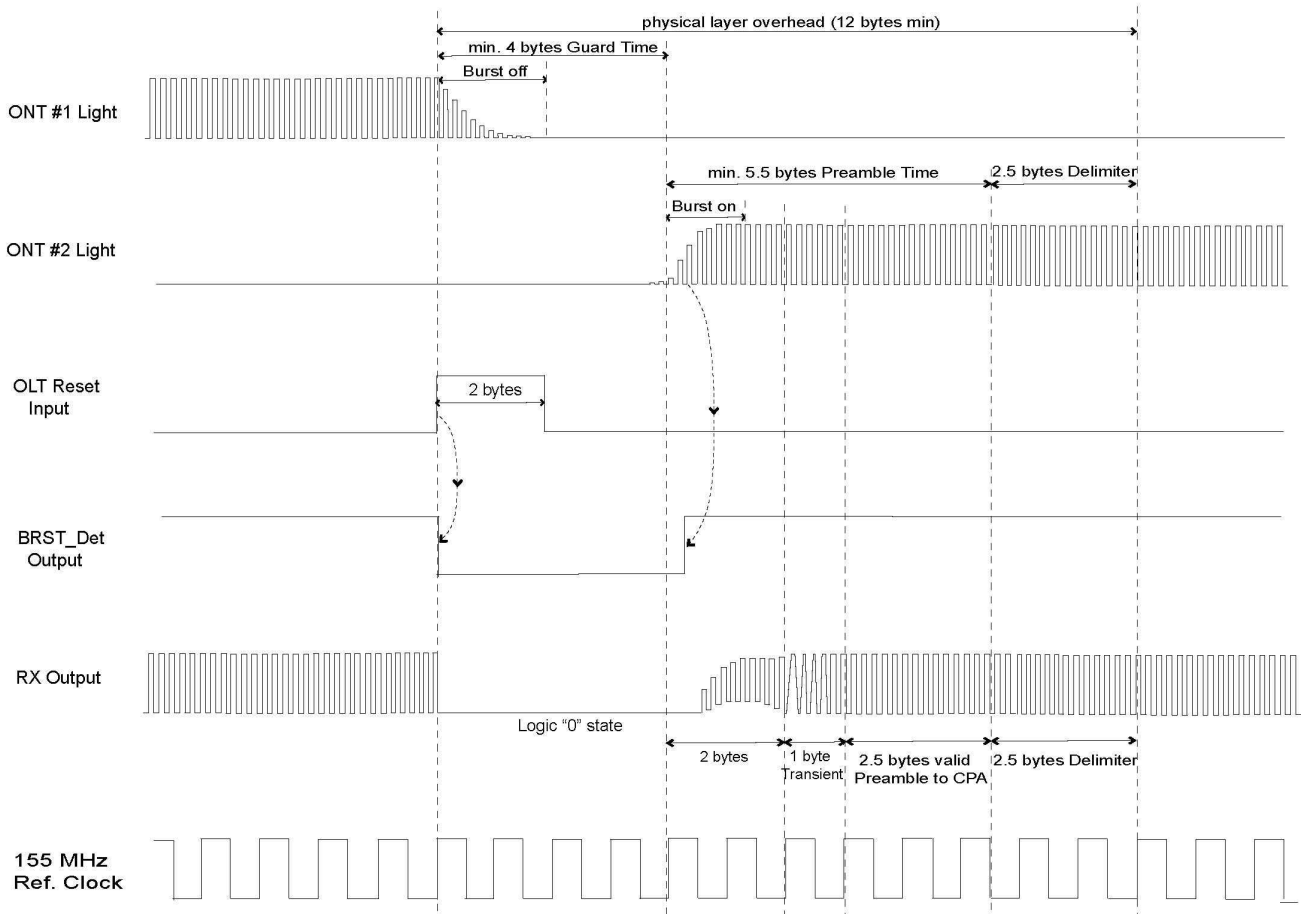 physical layer overhead (12 bytes min)
min. 4 bytes Guard Time
Burst off
ONT #1 Light
min. 5.5 bytes Preamble Time
2.5 bytes Delimiter
Burst on
ONT #2 Light
OLT Reset
Input
2 bytes
BRST_Det
Output
RX Output
Logic “0” state
2 bytes
1 byte
Transient
2.5 bytes valid
Preamble to CPA
2.5 bytes Delimiter
155 MHz
Ref. Clock